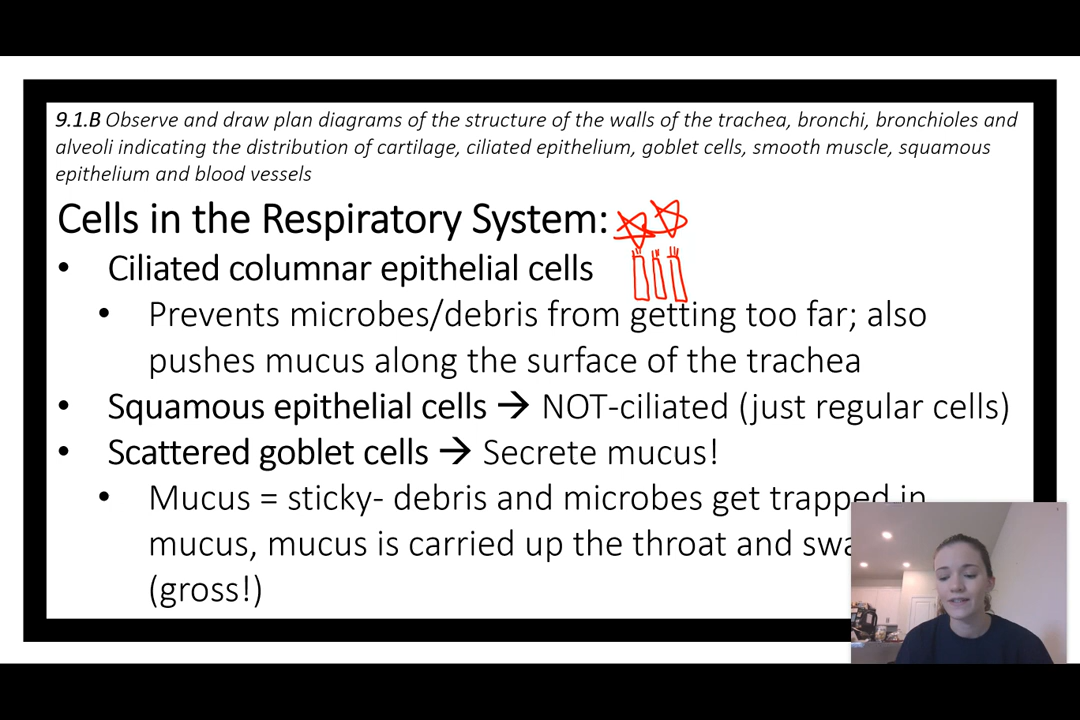 9.1.B Observe and draw plan diagrams of the structure of the walls of the trachea, bronchi, bronchioles and
alveoli indicating the distribution of cartilage, ciliated epithelium, goblet cells, smooth muscle, squamous
epithelium and blood vessels
Cells in the Respiratory System:
• Ciliated columnar epithelial cells
• Prevents microbes/debris from getting too far; also
pushes mucus along the surface of the trachea
• Squamous epithelial cells → NOT-ciliated (just regular cells)
• Scattered goblet cells → Secrete mucus!
• Mucus = sticky- debris and microbes get trapped in
mucus, mucus is carried up the throat and
(gross!)